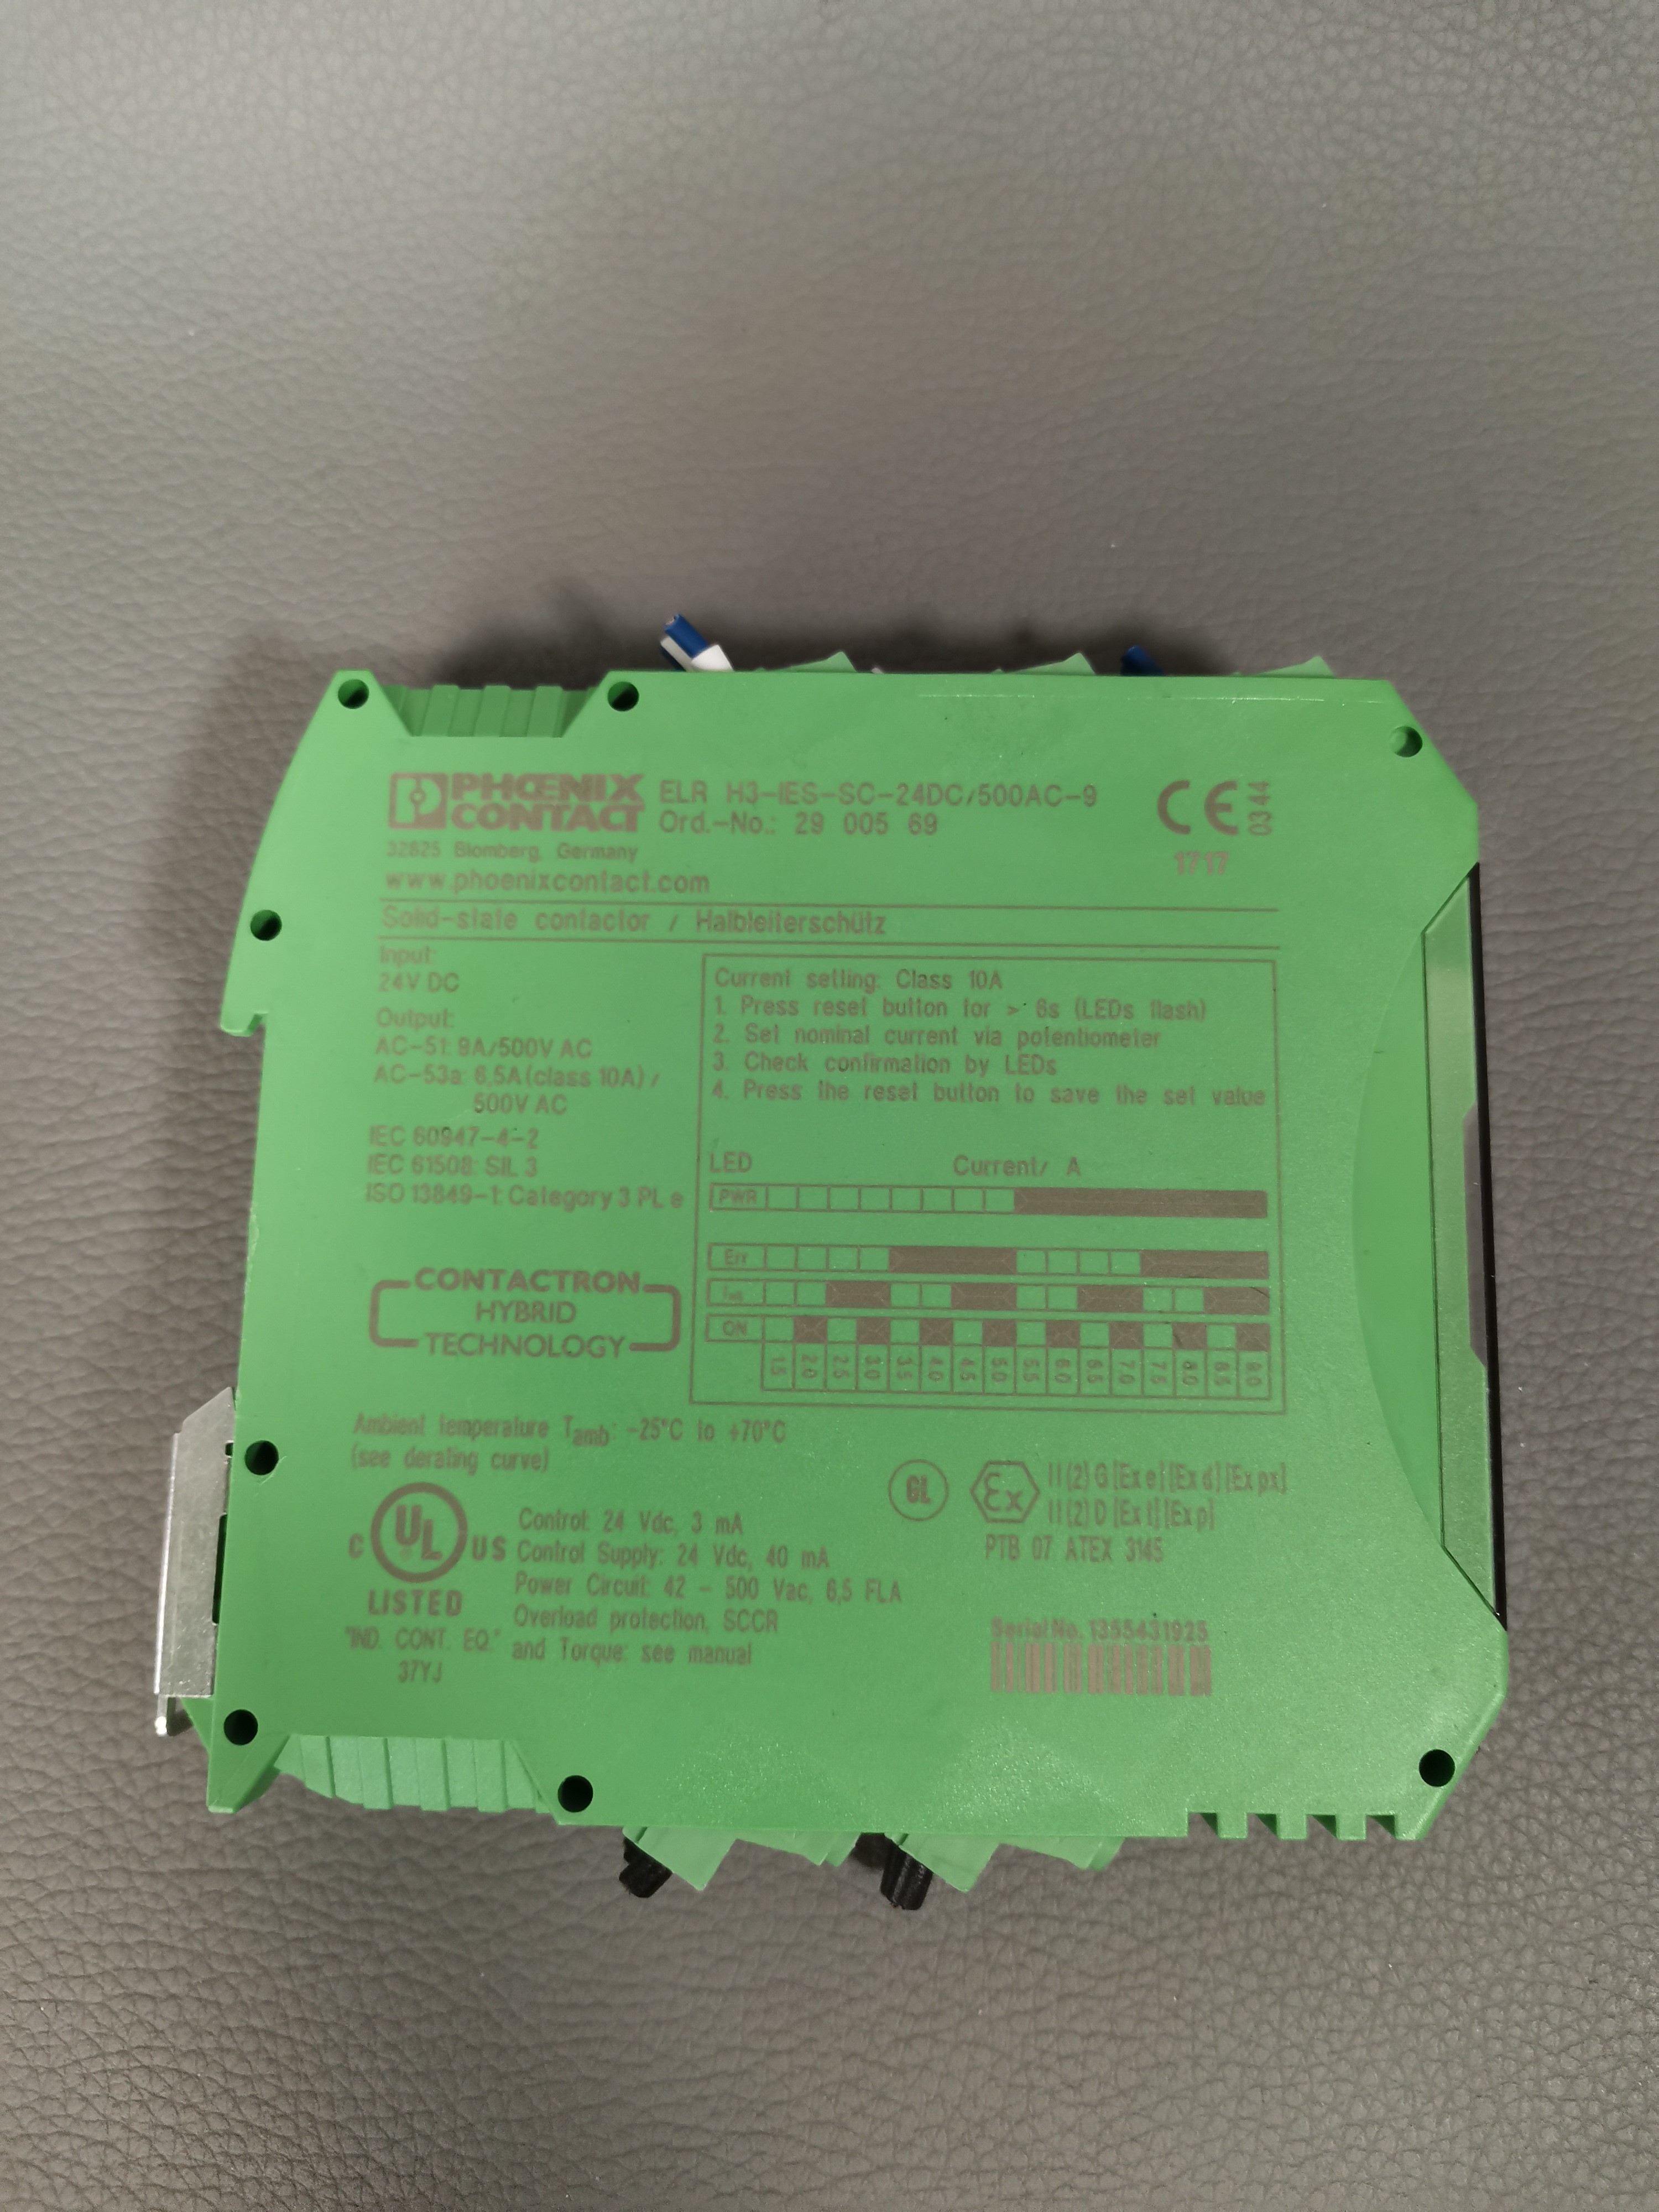 PHŒNIX
CONTACT
ELR H3-IES-SC-24DC/500AC-9
Ord.-No.: 29 005 69
CE 0344
1717
32825 Blomberg, Germany
www.phoenixcontact.com
Solid-state contactor / Halbleiterschütz
Input:
24V DC
Output:
AC-51: 9A/500V AC
AC-53a: 6,5A (class 10A) /
500V AC
IEC 60947-4-2
IEC 61508: SIL 3
ISO 13849-1: Category 3 PL e
CONTACTRON
HYBRID
TECHNOLOGY
Current setting: Class 10A
1. Press reset button for > 6s (LEDs flash)
2. Set nominal current via potentiometer
3. Check confirmation by LEDs
4. Press the reset button to save the set value
LED Current/ A
PWR
Err
ON
1.5 2.0 2.5 3.0 3.5 4.0 4.5 5.0 5.5 6.0 6.5 7.0 7.5 8.0 8.5 9.0
Ambient temperature Tamb: -25°C to +70°C
(see derating curve)
C UL US
LISTED
"IND. CONT. EQ."
37YJ
Control: 24 Vdc, 3 mA
Control Supply: 24 Vdc, 40 mA
Power Circuit: 42 - 500 Vac, 6,5 FLA
Overload protection, SCCR
and Torque: see manual
GL
Ex
II (2) G [Ex e] [Ex d] [Ex px]
II (2) D [Ex t] [Ex p]
PTB 07 ATEX 3145
Serial No. 1355431925